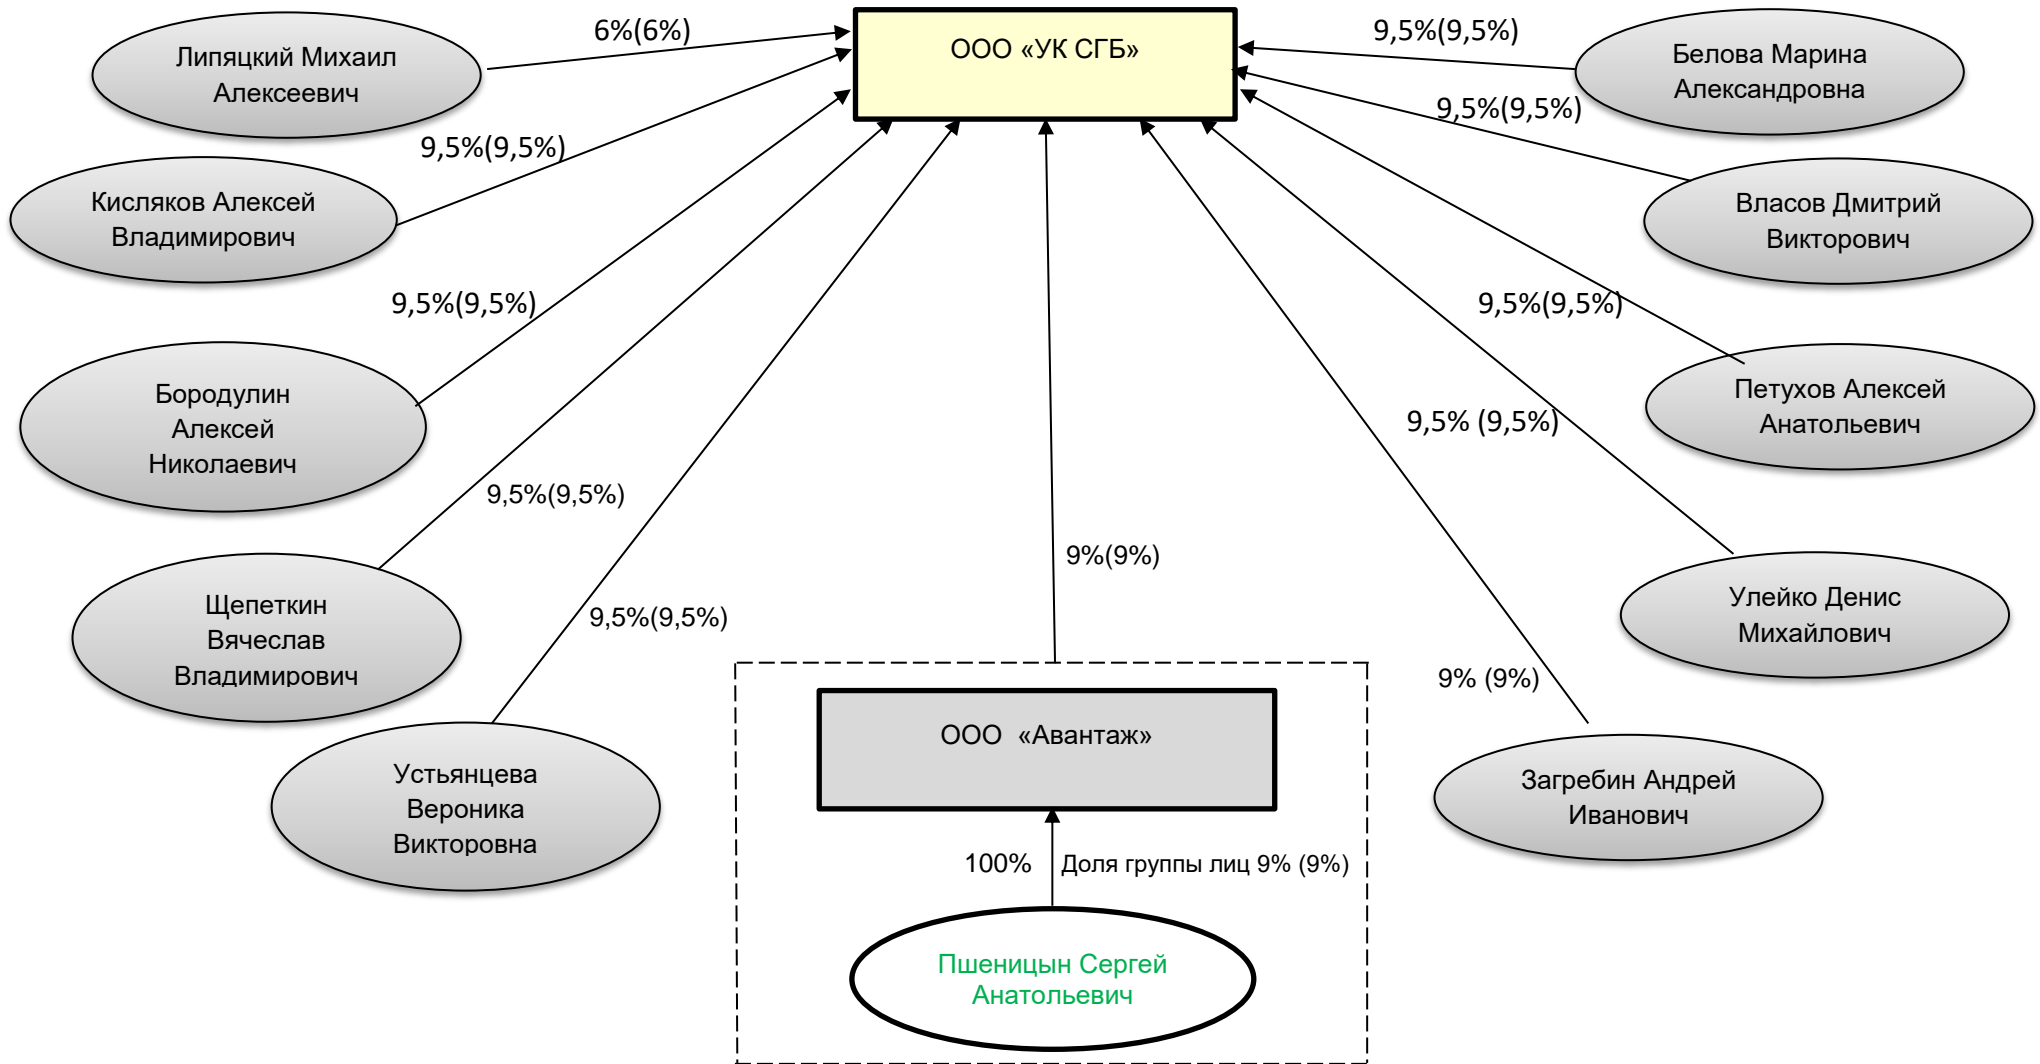 6%(6%)
ООО «УК СГБ»
9,5%(9,5%)
Липяцкий Михаил
Алексеевич
Белова Марина
Александровна
9,5%(9,5%)
9,5%(9,5%)
Кисляков Алексей
Владимирович
Власов Дмитрий
Викторович
9,5%(9,5%)
9,5%(9,5%)
Бородулин
Алексей
Николаевич
Петухов Алексей
Анатольевич
9,5% (9,5%)
9,5%(9,5%)
9%(9%)
Щепеткин
Вячеслав
Владимирович
Улейко Денис
Михайлович
9,5%(9,5%)
9% (9%)
ООО «Авантаж»
Устьянцева
Вероника
Викторовна
Загребин Андрей
Иванович
100%
Доля группы лиц 9% (9%)
Пшеницын Сергей
Анатольевич